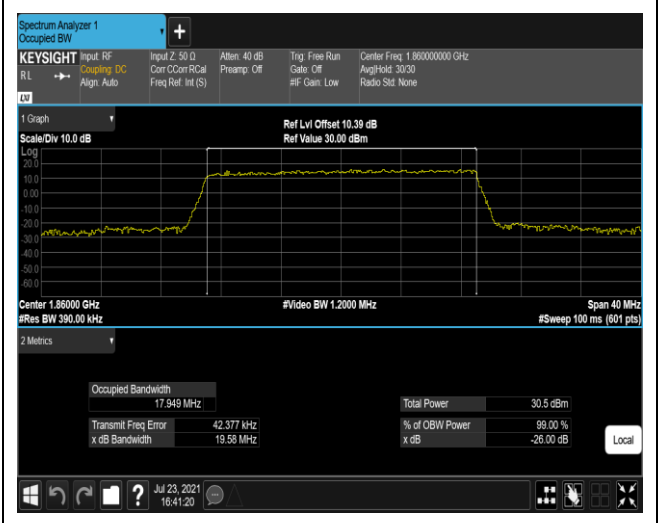 Spectrum Analyzer 1
Occupied BW
KEYSIGHT
RL
LXI
Input: RF
Coupling: DC
Align: Auto
Input Z: 50 Ω
Corr CCorr RCal
Freq Ref: Int (S)
Atten: 40 dB
Preamp: Off
Trig: Free Run
Gate: Off
#IF Gain: Low
Center Freq: 1.860000000 GHz
Avg|Hold: 30/30
Radio Std: None
1 Graph
Scale/Div 10.0 dB
Ref Lvl Offset 10.39 dB
Ref Value 30.00 dBm
Log
20.0
10.0
0.00
-10.0
-20.0
-30.0
-40.0
-50.0
-60.0
Center 1.86000 GHz
#Res BW 390.00 kHz
#Video BW 1.2000 MHz
Span 40 MHz
#Sweep 100 ms (601 pts)
2 Metrics
Occupied Bandwidth
17.949 MHz
Total Power 30.5 dBm
Transmit Freq Error 42.377 kHz
% of OBW Power 99.00 %
x dB Bandwidth 19.58 MHz
x dB -26.00 dB
Local
Jul 23, 2021
16:41:20